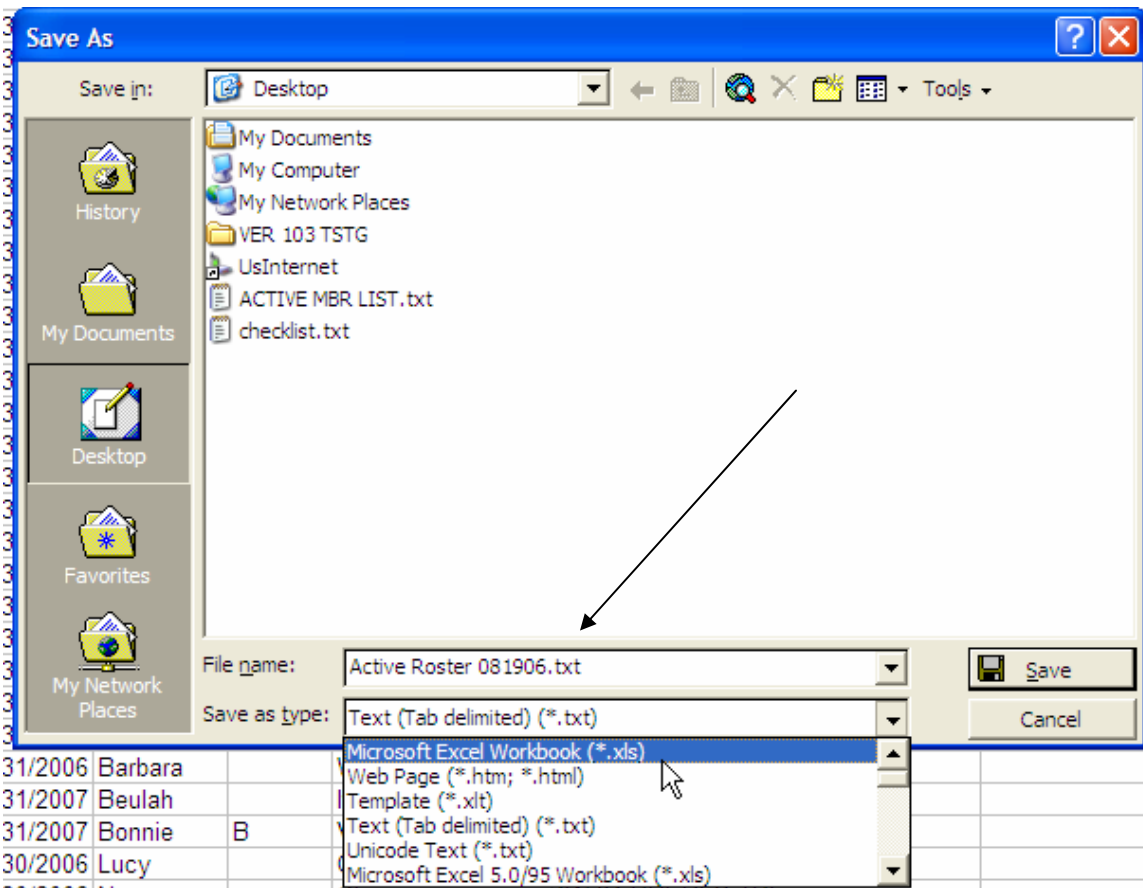 Save As
Save in: Desktop Tools
My Documents
My Computer
My Network Places
VER 103 TSTG
UsInternet
ACTIVE MBR LIST.txt
checklist.txt
History
My Documents
Desktop
Favorites
My Network
Places
File name: Active Roster 081906.txt Save
Save as type: Text (Tab delimited) (*.txt) Cancel
Microsoft Excel Workbook (*.xls)
Web Page (*.htm; *.html)
Template (*.xlt)
Text (Tab delimited) (*.txt)
Unicode Text (*.txt)
Microsoft Excel 5.0/95 Workbook (*.xls)
31/2006 Barbara
31/2007 Beulah
31/2007 Bonnie B
30/2006 Lucy